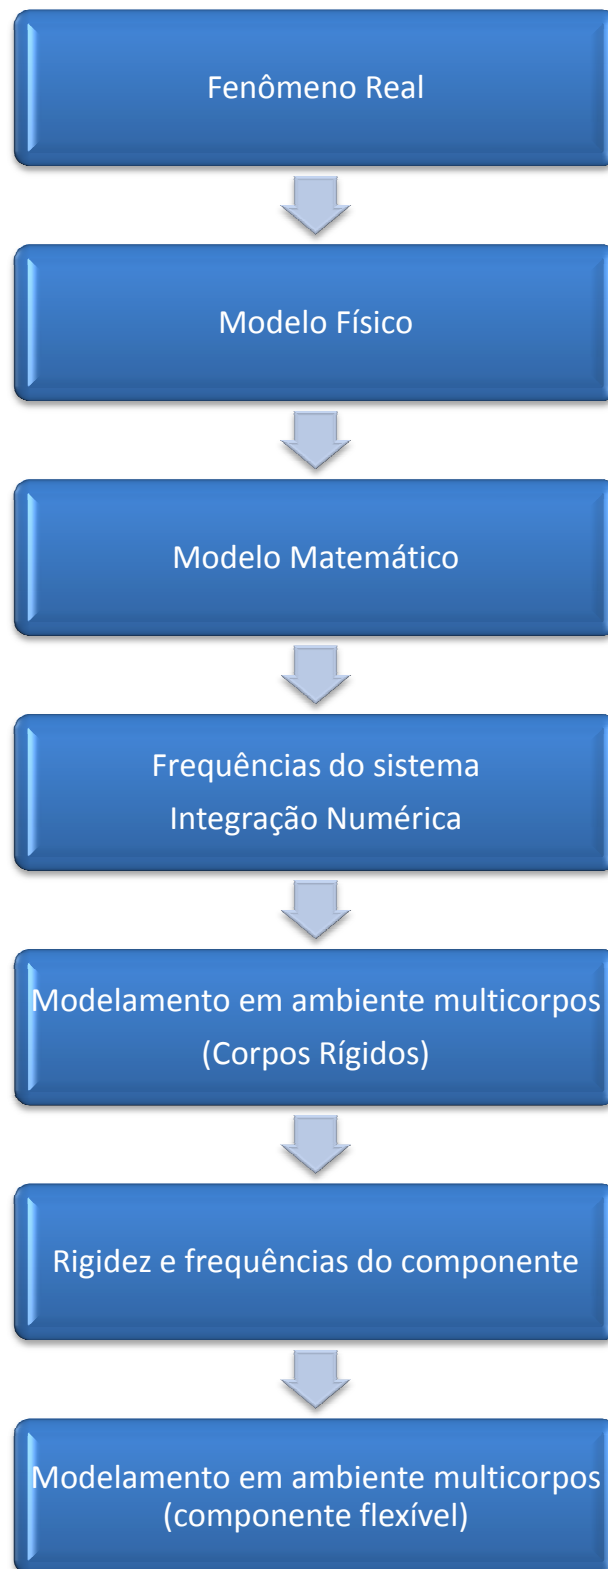 Fenômeno Real
Modelo Físico
Modelo Matemático
Frequências do sistema
Integração Numérica
Modelamento em ambiente multicorpos
(Corpos Rígidos)
Rigidez e frequências do componente
Modelamento em ambiente multicorpos
(componente flexível)